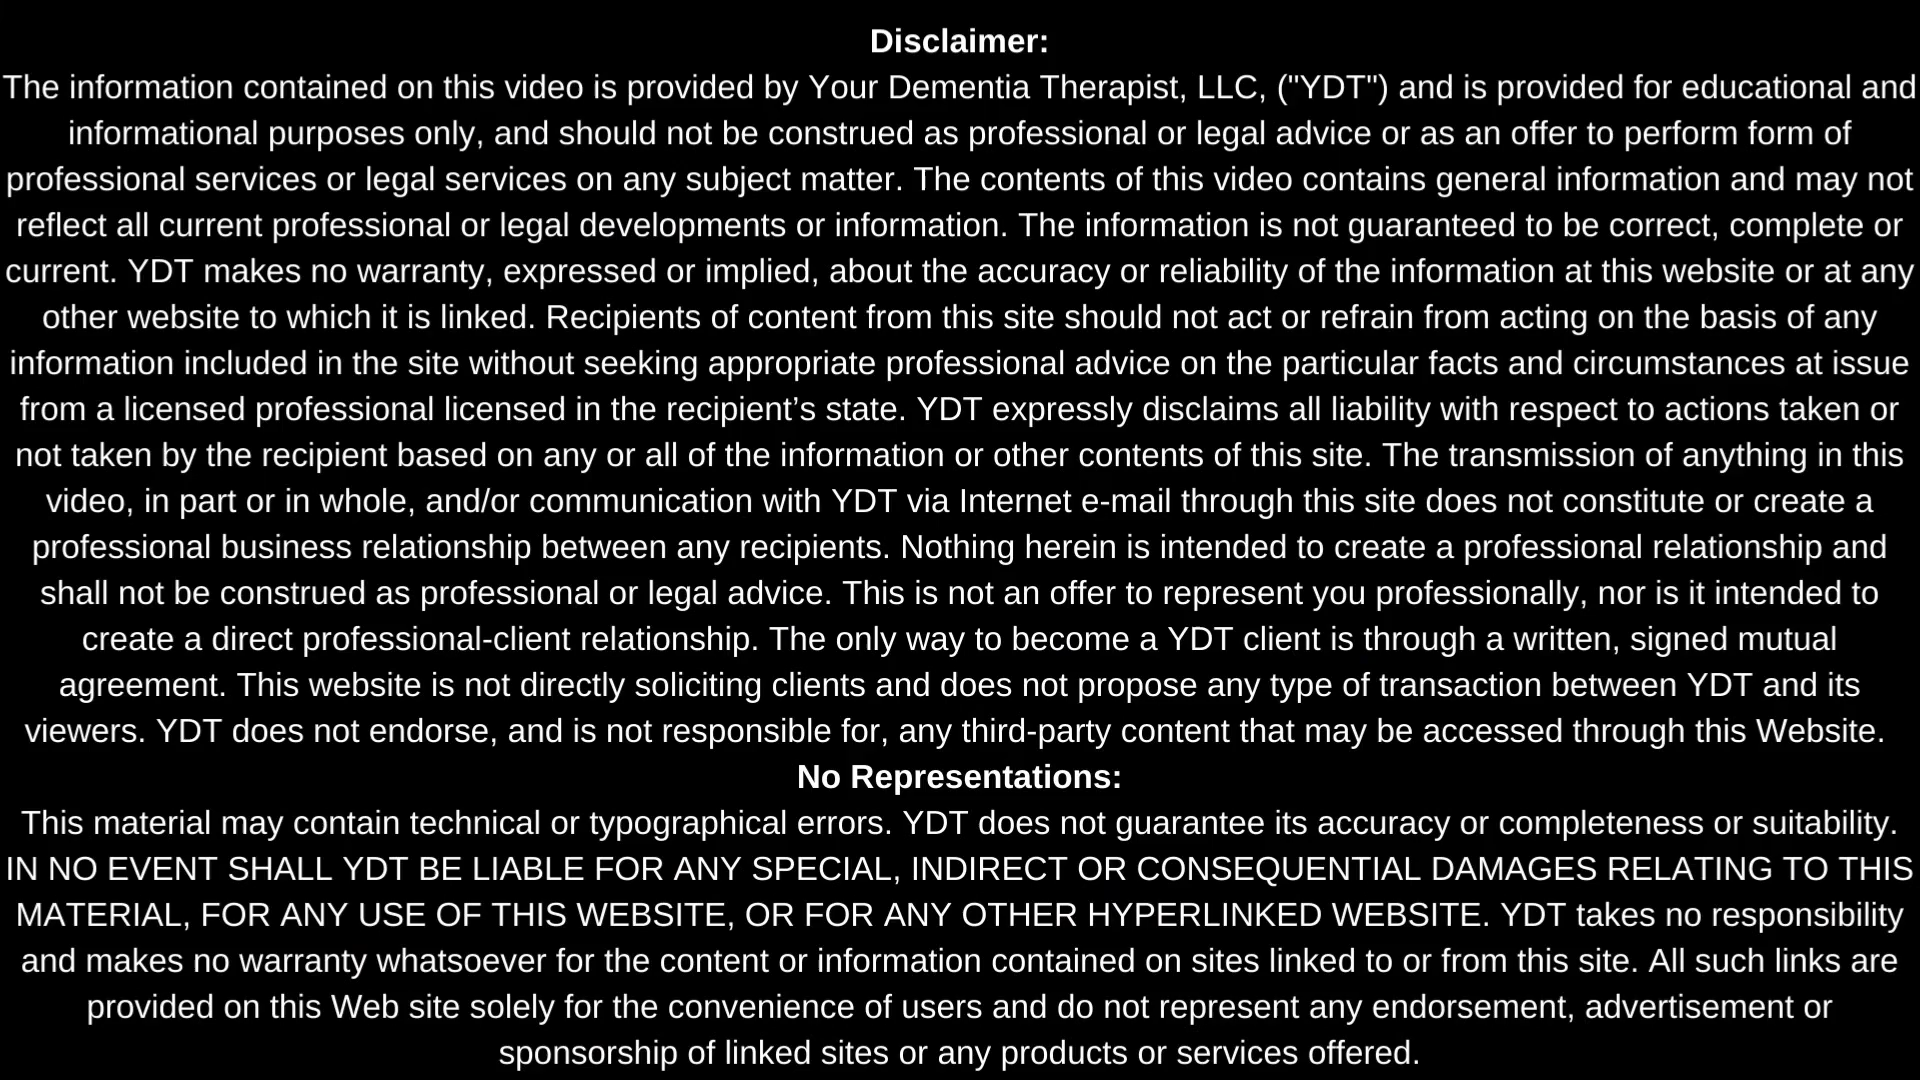 Disclaimer:
The information contained on this video is provided by Your Dementia Therapist, LLC, ("YDT") and is provided for educational and
informational purposes only, and should not be construed as professional or legal advice or as an offer to perform form of
professional services or legal services on any subject matter. The contents of this video contains general information and may not
reflect all current professional or legal developments or information. The information is not guaranteed to be correct, complete or
current. YDT makes no warranty, expressed or implied, about the accuracy or reliability of the information at this website or at any
other website to which it is linked. Recipients of content from this site should not act or refrain from acting on the basis of any
information included in the site without seeking appropriate professional advice on the particular facts and circumstances at issue
from a licensed professional licensed in the recipient’s state. YDT expressly disclaims all liability with respect to actions taken or
not taken by the recipient based on any or all of the information or other contents of this site. The transmission of anything in this
video, in part or in whole, and/or communication with YDT via Internet e-mail through this site does not constitute or create a
professional business relationship between any recipients. Nothing herein is intended to create a professional relationship and
shall not be construed as professional or legal advice. This is not an offer to represent you professionally, nor is it intended to
create a direct professional-client relationship. The only way to become a YDT client is through a written, signed mutual
agreement. This website is not directly soliciting clients and does not propose any type of transaction between YDT and its
viewers. YDT does not endorse, and is not responsible for, any third-party content that may be accessed through this Website.
No Representations:
This material may contain technical or typographical errors. YDT does not guarantee its accuracy or completeness or suitability.
IN NO EVENT SHALL YDT BE LIABLE FOR ANY SPECIAL, INDIRECT OR CONSEQUENTIAL DAMAGES RELATING TO THIS
MATERIAL, FOR ANY USE OF THIS WEBSITE, OR FOR ANY OTHER HYPERLINKED WEBSITE. YDT takes no responsibility
and makes no warranty whatsoever for the content or information contained on sites linked to or from this site. All such links are
provided on this Web site solely for the convenience of users and do not represent any endorsement, advertisement or
sponsorship of linked sites or any products or services offered.